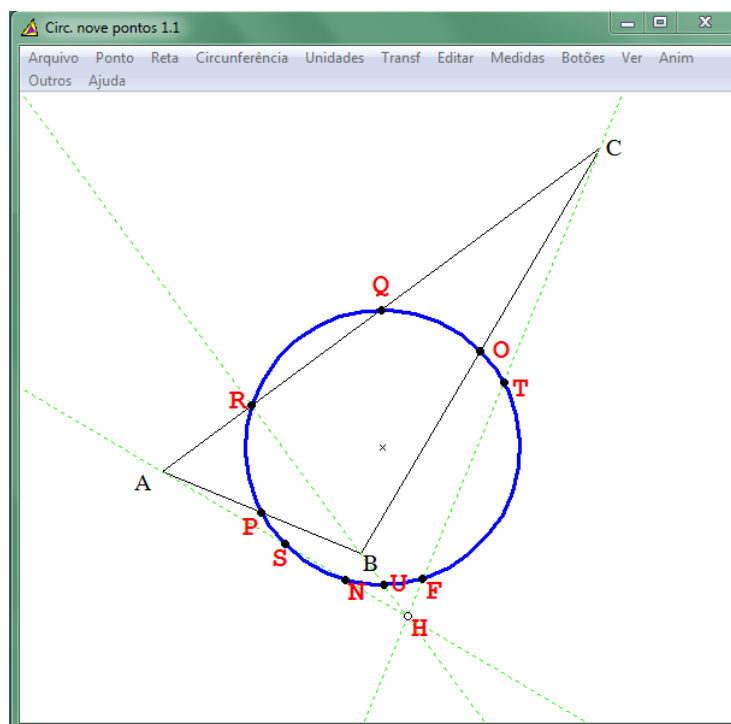 Circ. nove pontos 1.1
Arquivo Ponto Reta Circunferência Unidades Transf Editar Medidas Botões Ver Anim
Outros Ajuda
C
Q
O
T
R
A
P
B
S
N
U
F
H